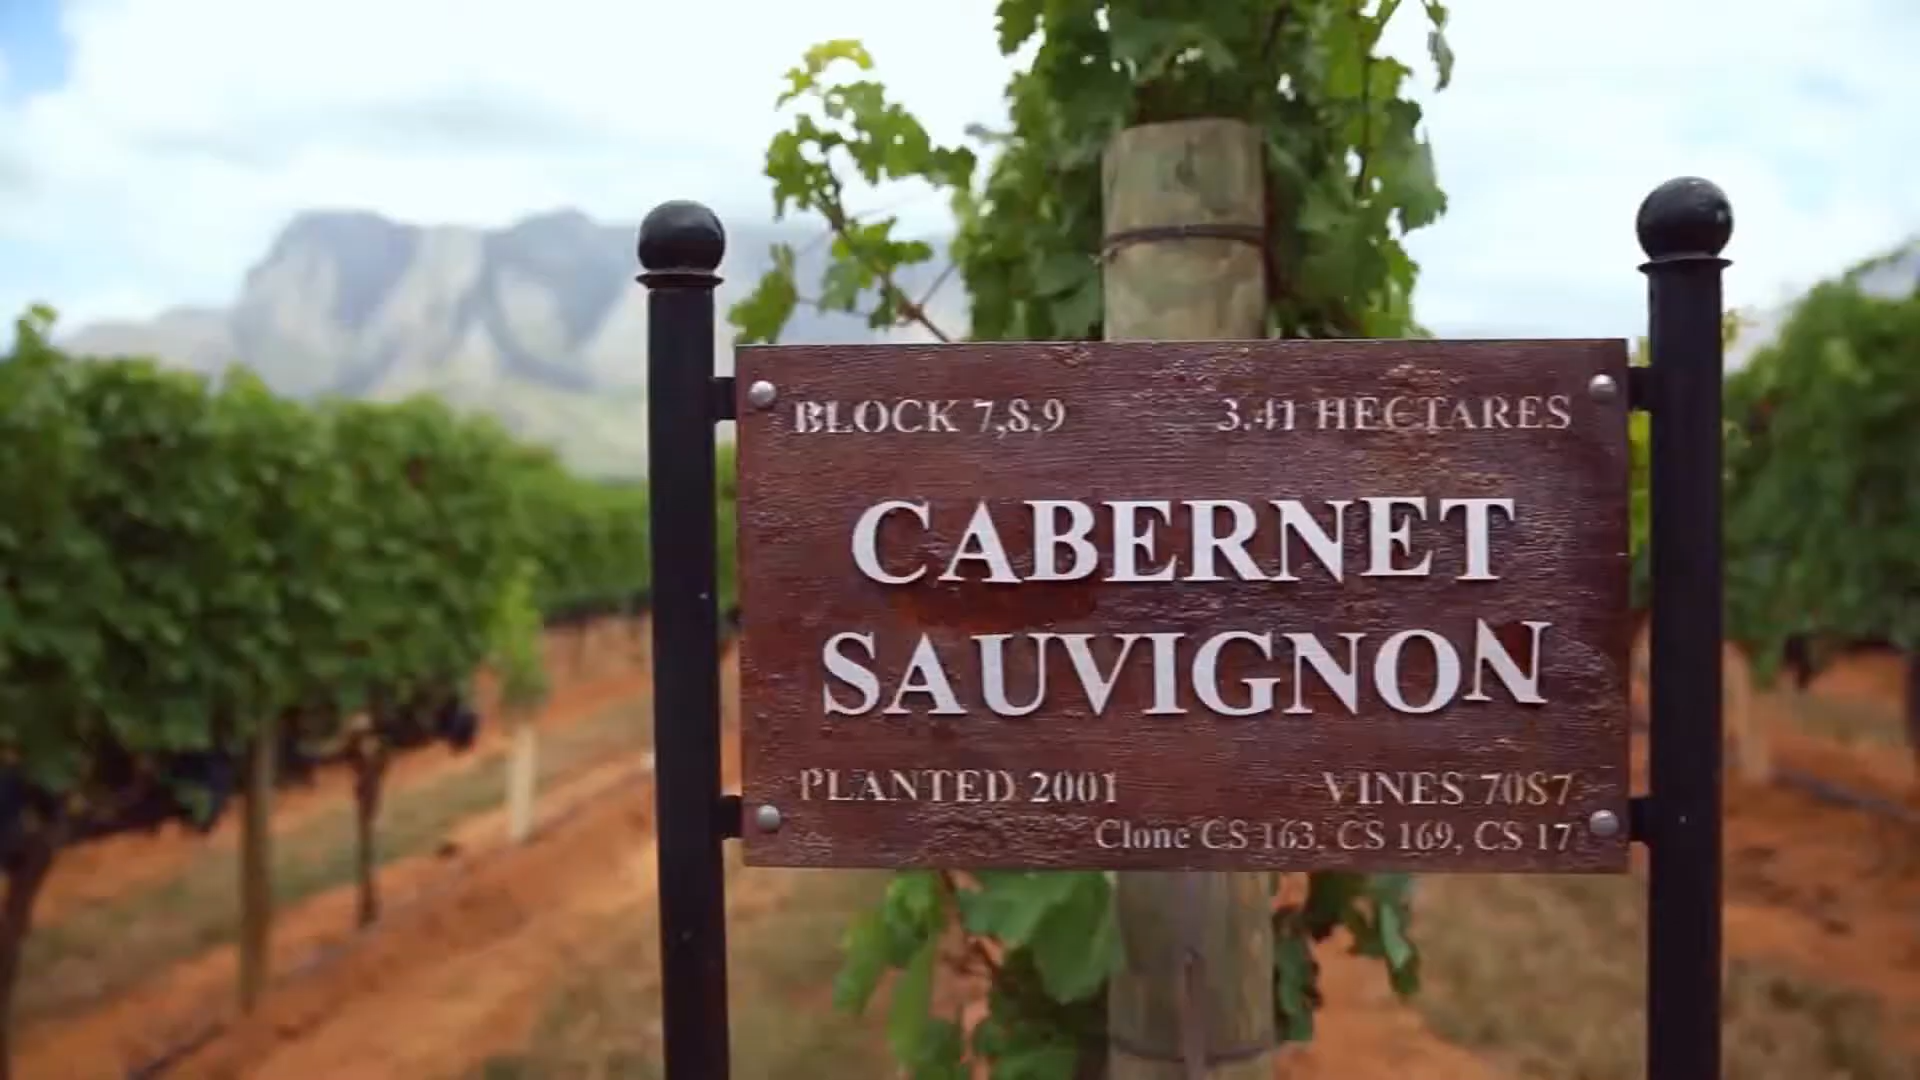 BLOCK 7,8,9 3.41 HECTARES
CABERNET
SAUVIGNON
PLANTED 2001 VINES 7087
Clone CS 163, CS 169, CS 17